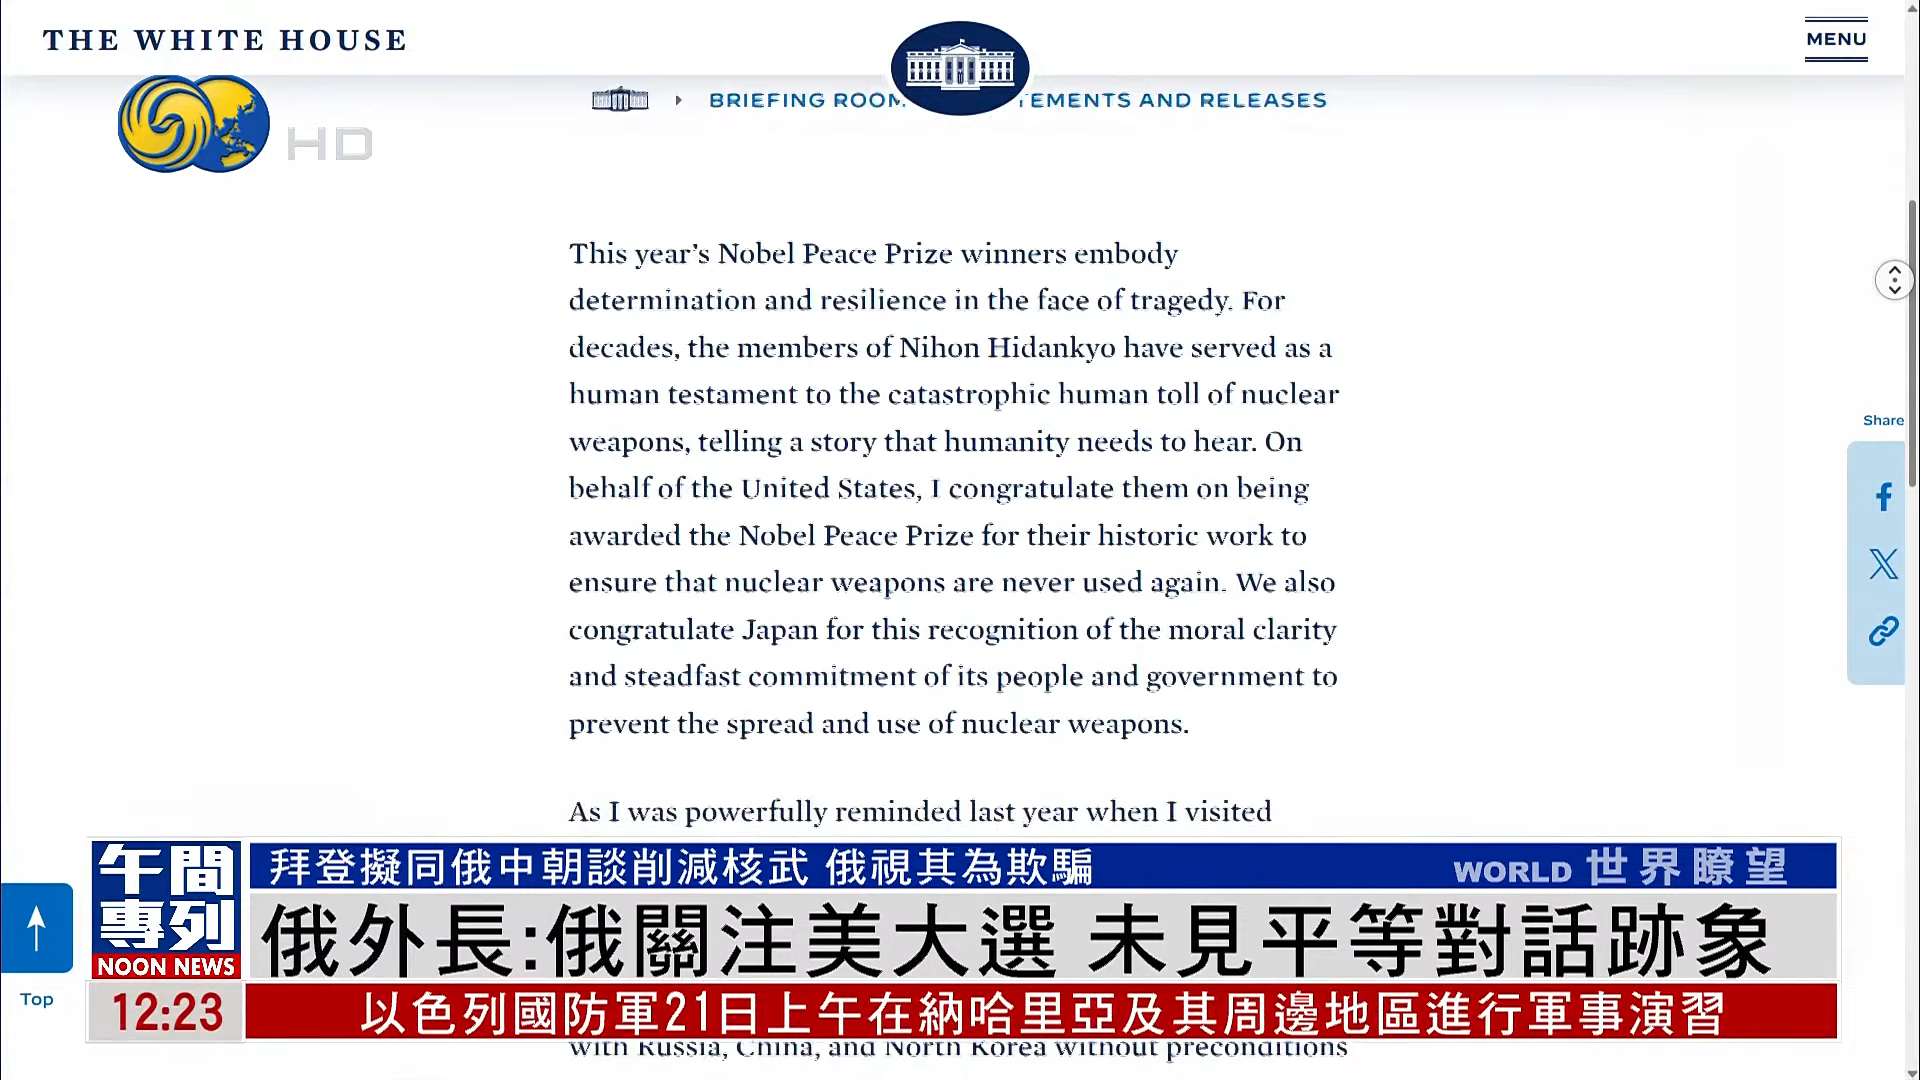 THE WHITE HOUSE
MENU
HD
BRIEFING ROOM
TEMENTS AND RELEASES
This year’s Nobel Peace Prize winners embody
determination and resilience in the face of tragedy. For
decades, the members of Nihon Hidankyo have served as a
human testament to the catastrophic human toll of nuclear
weapons, telling a story that humanity needs to hear. On
behalf of the United States, I congratulate them on being
awarded the Nobel Peace Prize for their historic work to
ensure that nuclear weapons are never used again. We also
congratulate Japan for this recognition of the moral clarity
and steadfast commitment of its people and government to
prevent the spread and use of nuclear weapons.
As I was powerfully reminded last year when I visited
Share
午間
專列
NOON NEWS
拜登擬同俄中朝談削減核武 俄視其為欺騙
WORLD 世界瞭望
俄外長:俄關注美大選 未見平等對話跡象
Top
12:23
以色列國防軍21日上午在納哈里亞及其周邊地區進行軍事演習
with Russia, China, and North Korea without preconditions